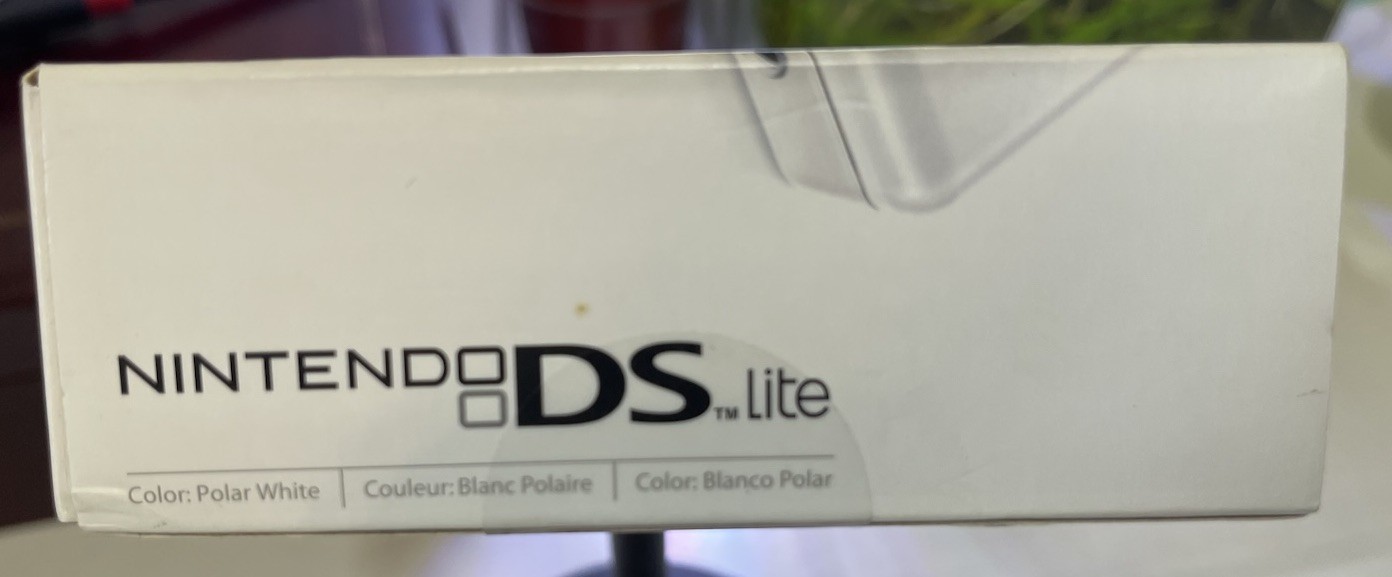 NINTENDO DS™ lite
Color: Polar White | Couleur: Blanc Polaire | Color: Blanco Polar